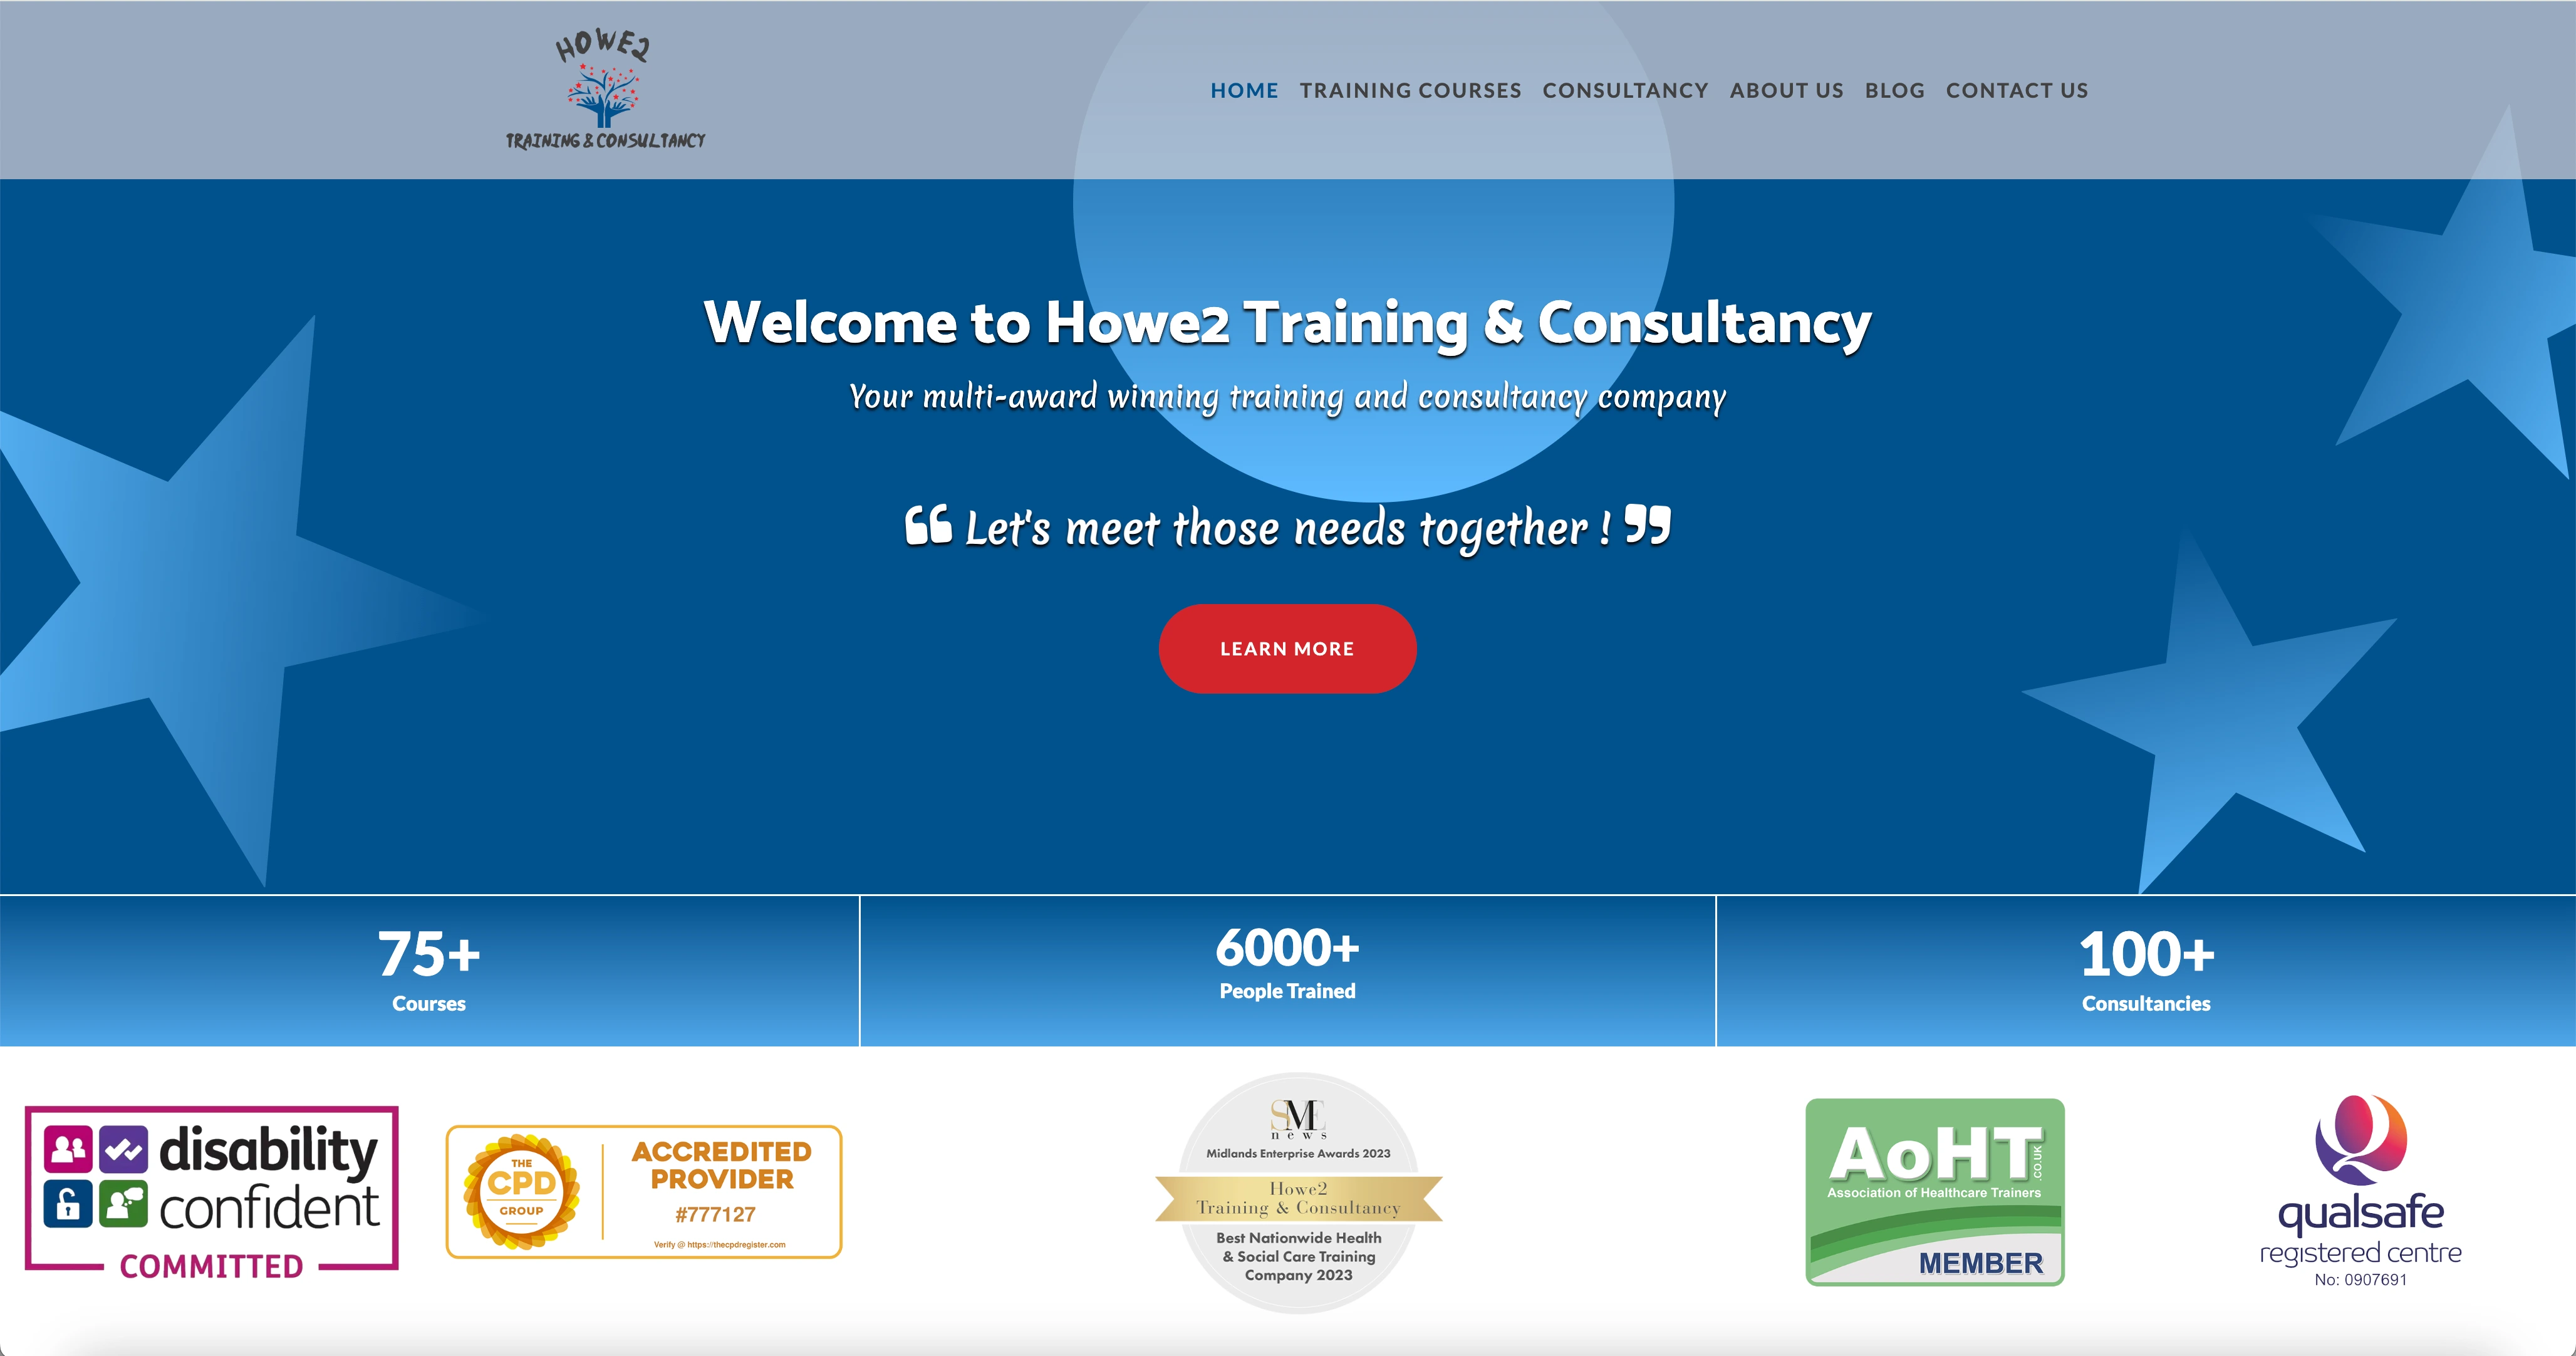 HOWE2
TRAINING & CONSULTANCY
HOME TRAINING COURSES CONSULTANCY ABOUT US BLOG CONTACT US
Welcome to Howe2 Training & Consultancy
Your multi-award winning training and consultancy company
“ Let's meet those needs together ! ”
LEARN MORE
75+
Courses
6000+
People Trained
100+
Consultancies
disability
confident
COMMITTED
THE
CPD
GROUP
ACCREDITED
PROVIDER
#777127
Verify @ https://thecpdregister.com
SME
news
Midlands Enterprise Awards 2023
Howe2
Training & Consultancy
Best Nationwide Health
& Social Care Training
Company 2023
AoHT
.CO.UK
Association of Healthcare Trainers
MEMBER
qualsafe
registered centre
No: 0907691